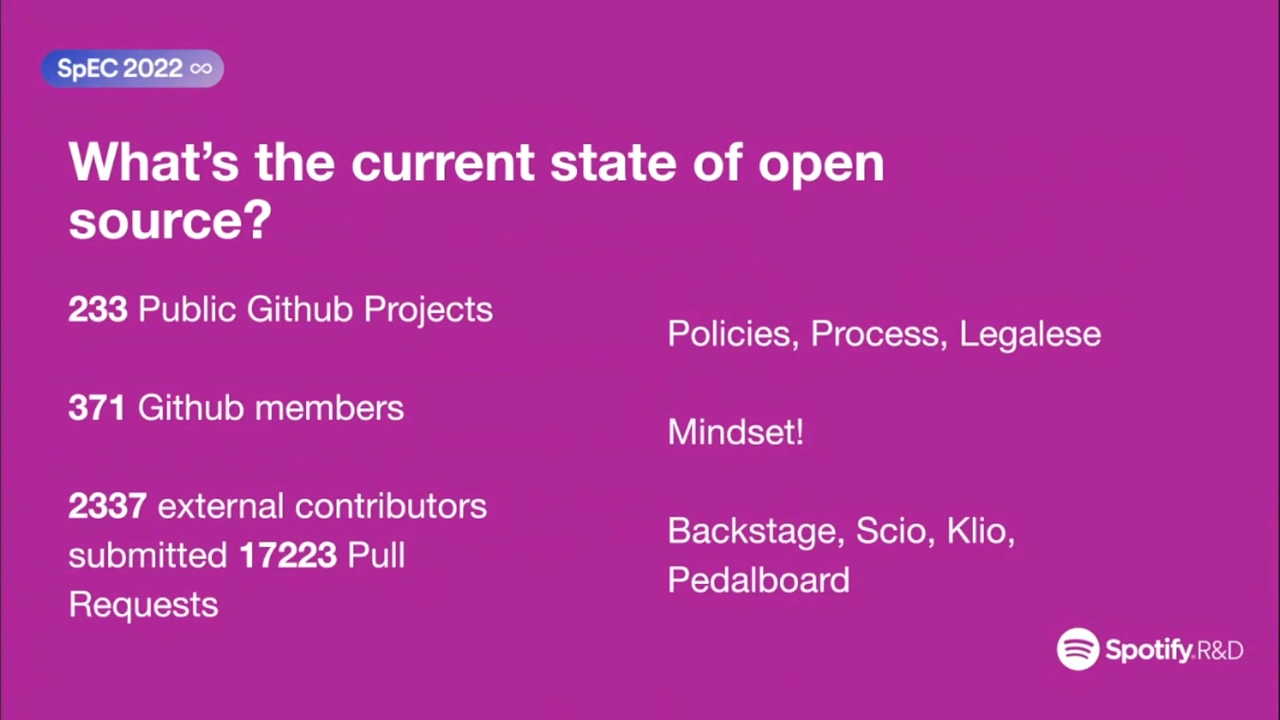 SpEC 2022 ∞
What's the current state of open
source?
233 Public Github Projects
371 Github members
2337 external contributors
submitted 17223 Pull
Requests
Policies, Process, Legalese
Mindset!
Backstage, Scio, Klio,
Pedalboard
Spotify R&D